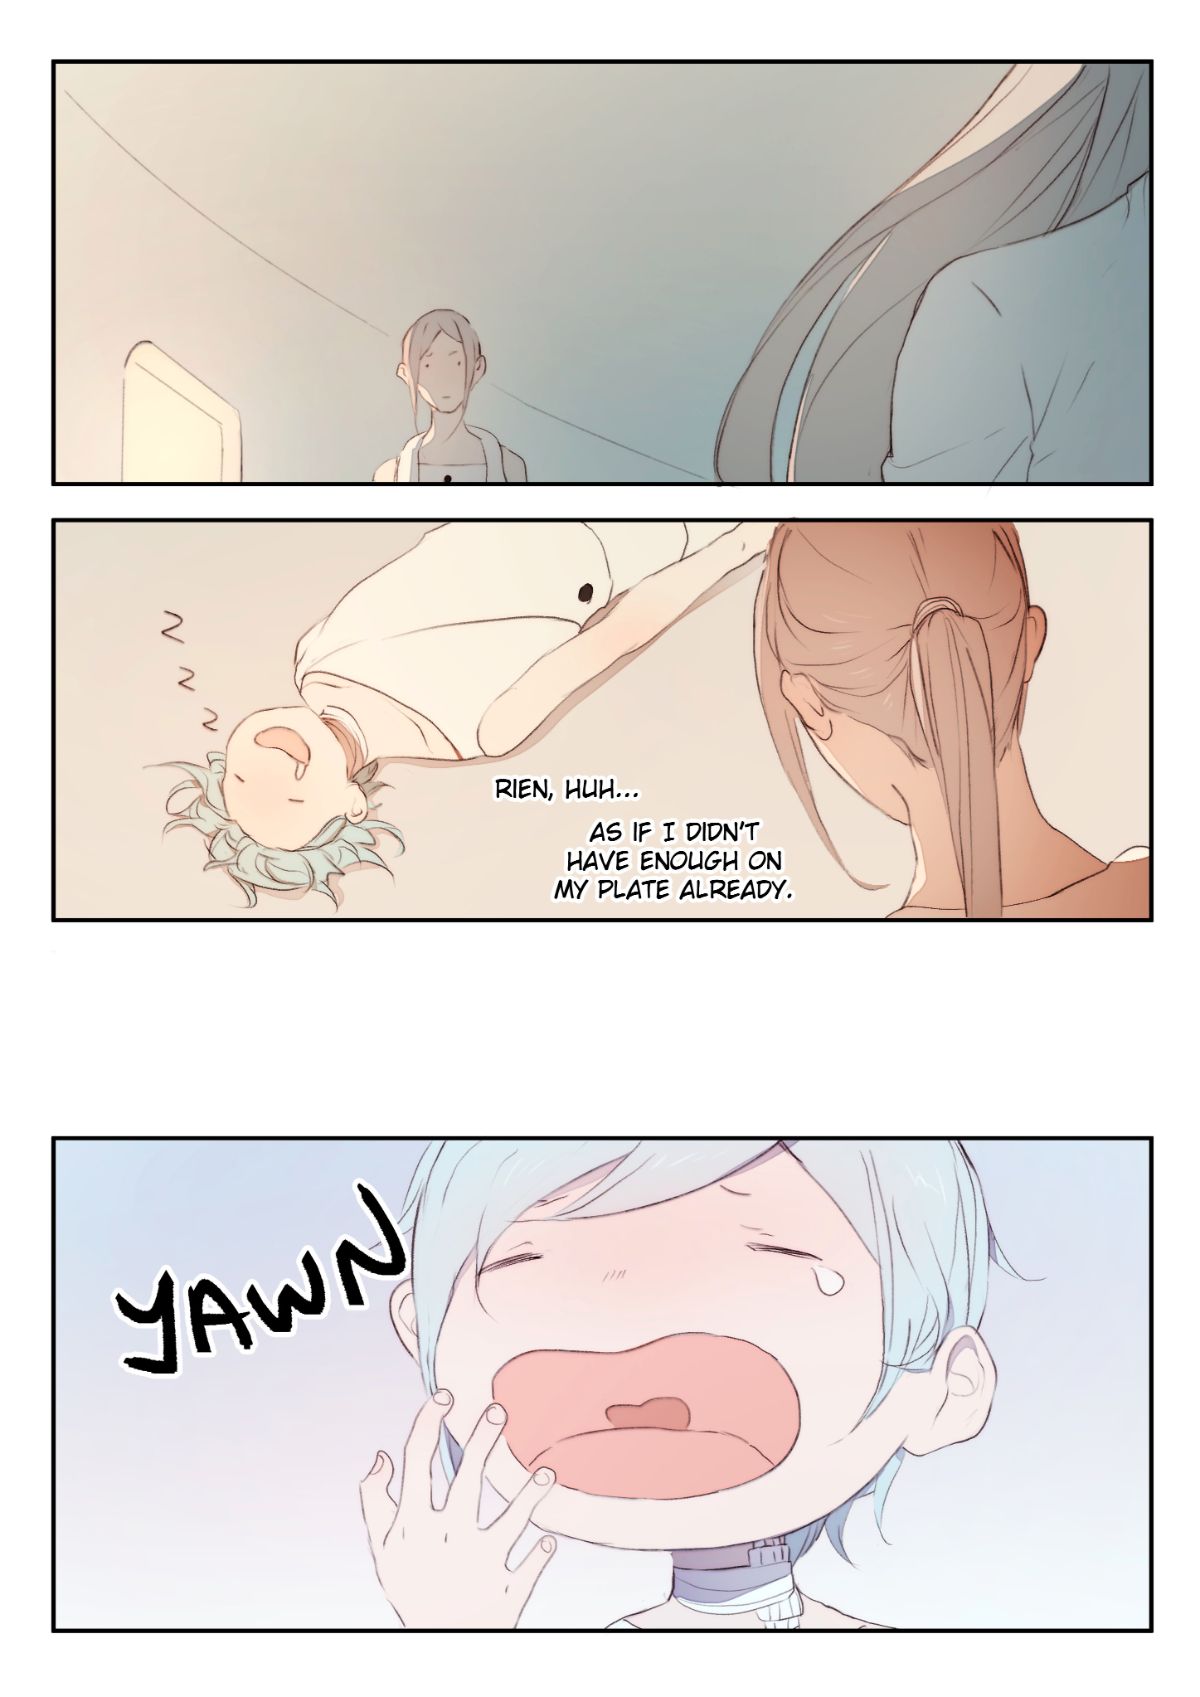 Z
Z
Z
RIEN, HUH...
AS IF I DIDN'T
HAVE ENOUGH ON
MY PLATE ALREADY.
YAWN